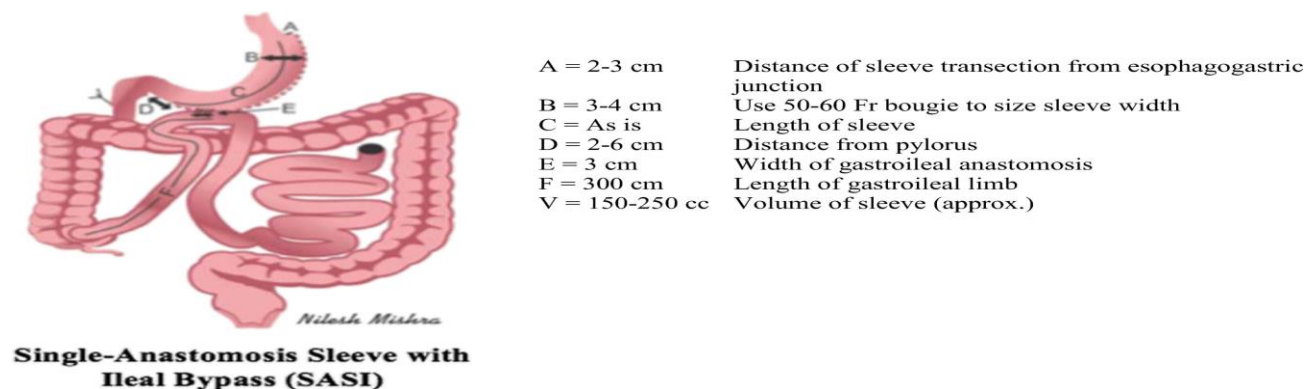 A
B
C
D
E
F
Nilesh Mishra
Single-Anastomosis Sleeve with
Ileal Bypass (SASI)
A = 2-3 cm Distance of sleeve transection from esophagogastric
junction
B = 3-4 cm Use 50-60 Fr bougie to size sleeve width
C = As is Length of sleeve
D = 2-6 cm Distance from pylorus
E = 3 cm Width of gastroileal anastomosis
F = 300 cm Length of gastroileal limb
V = 150-250 cc Volume of sleeve (approx.)